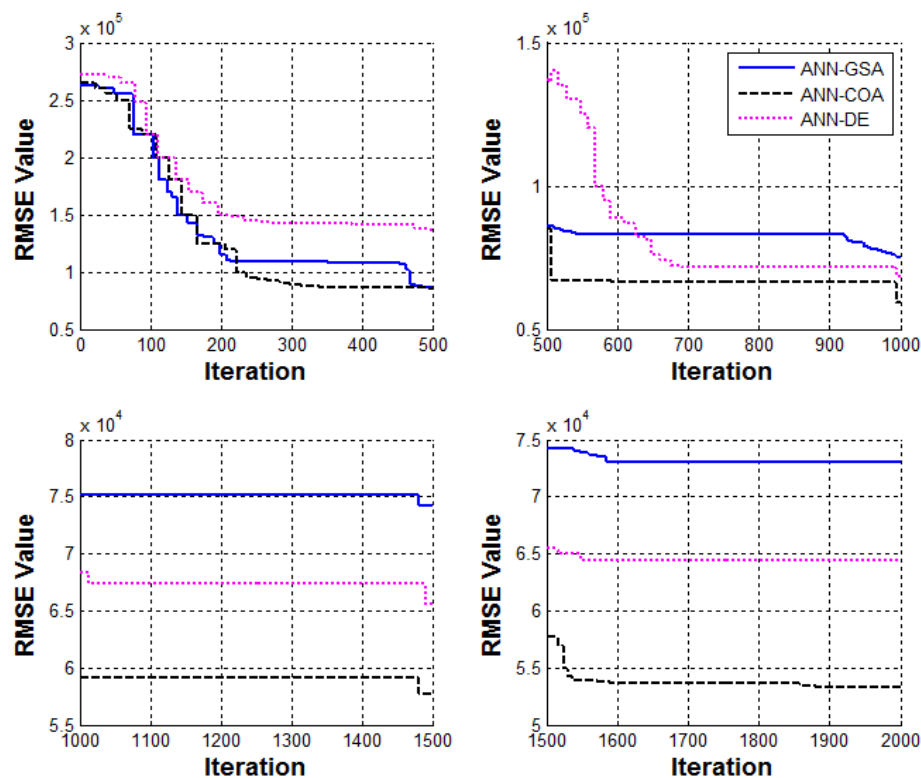 x 10^5
3
2.5
2
1.5
1
0.5
RMSE Value
0 100 200 300 400 500
Iteration
x 10^5
1.5
1
0.5
RMSE Value
ANN-GSA
ANN-COA
ANN-DE
500 600 700 800 900 1000
Iteration
x 10^4
8
7.5
7
6.5
6
5.5
RMSE Value
1000 1100 1200 1300 1400 1500
Iteration
x 10^4
7.5
7
6.5
6
5.5
5
RMSE Value
1500 1600 1700 1800 1900 2000
Iteration